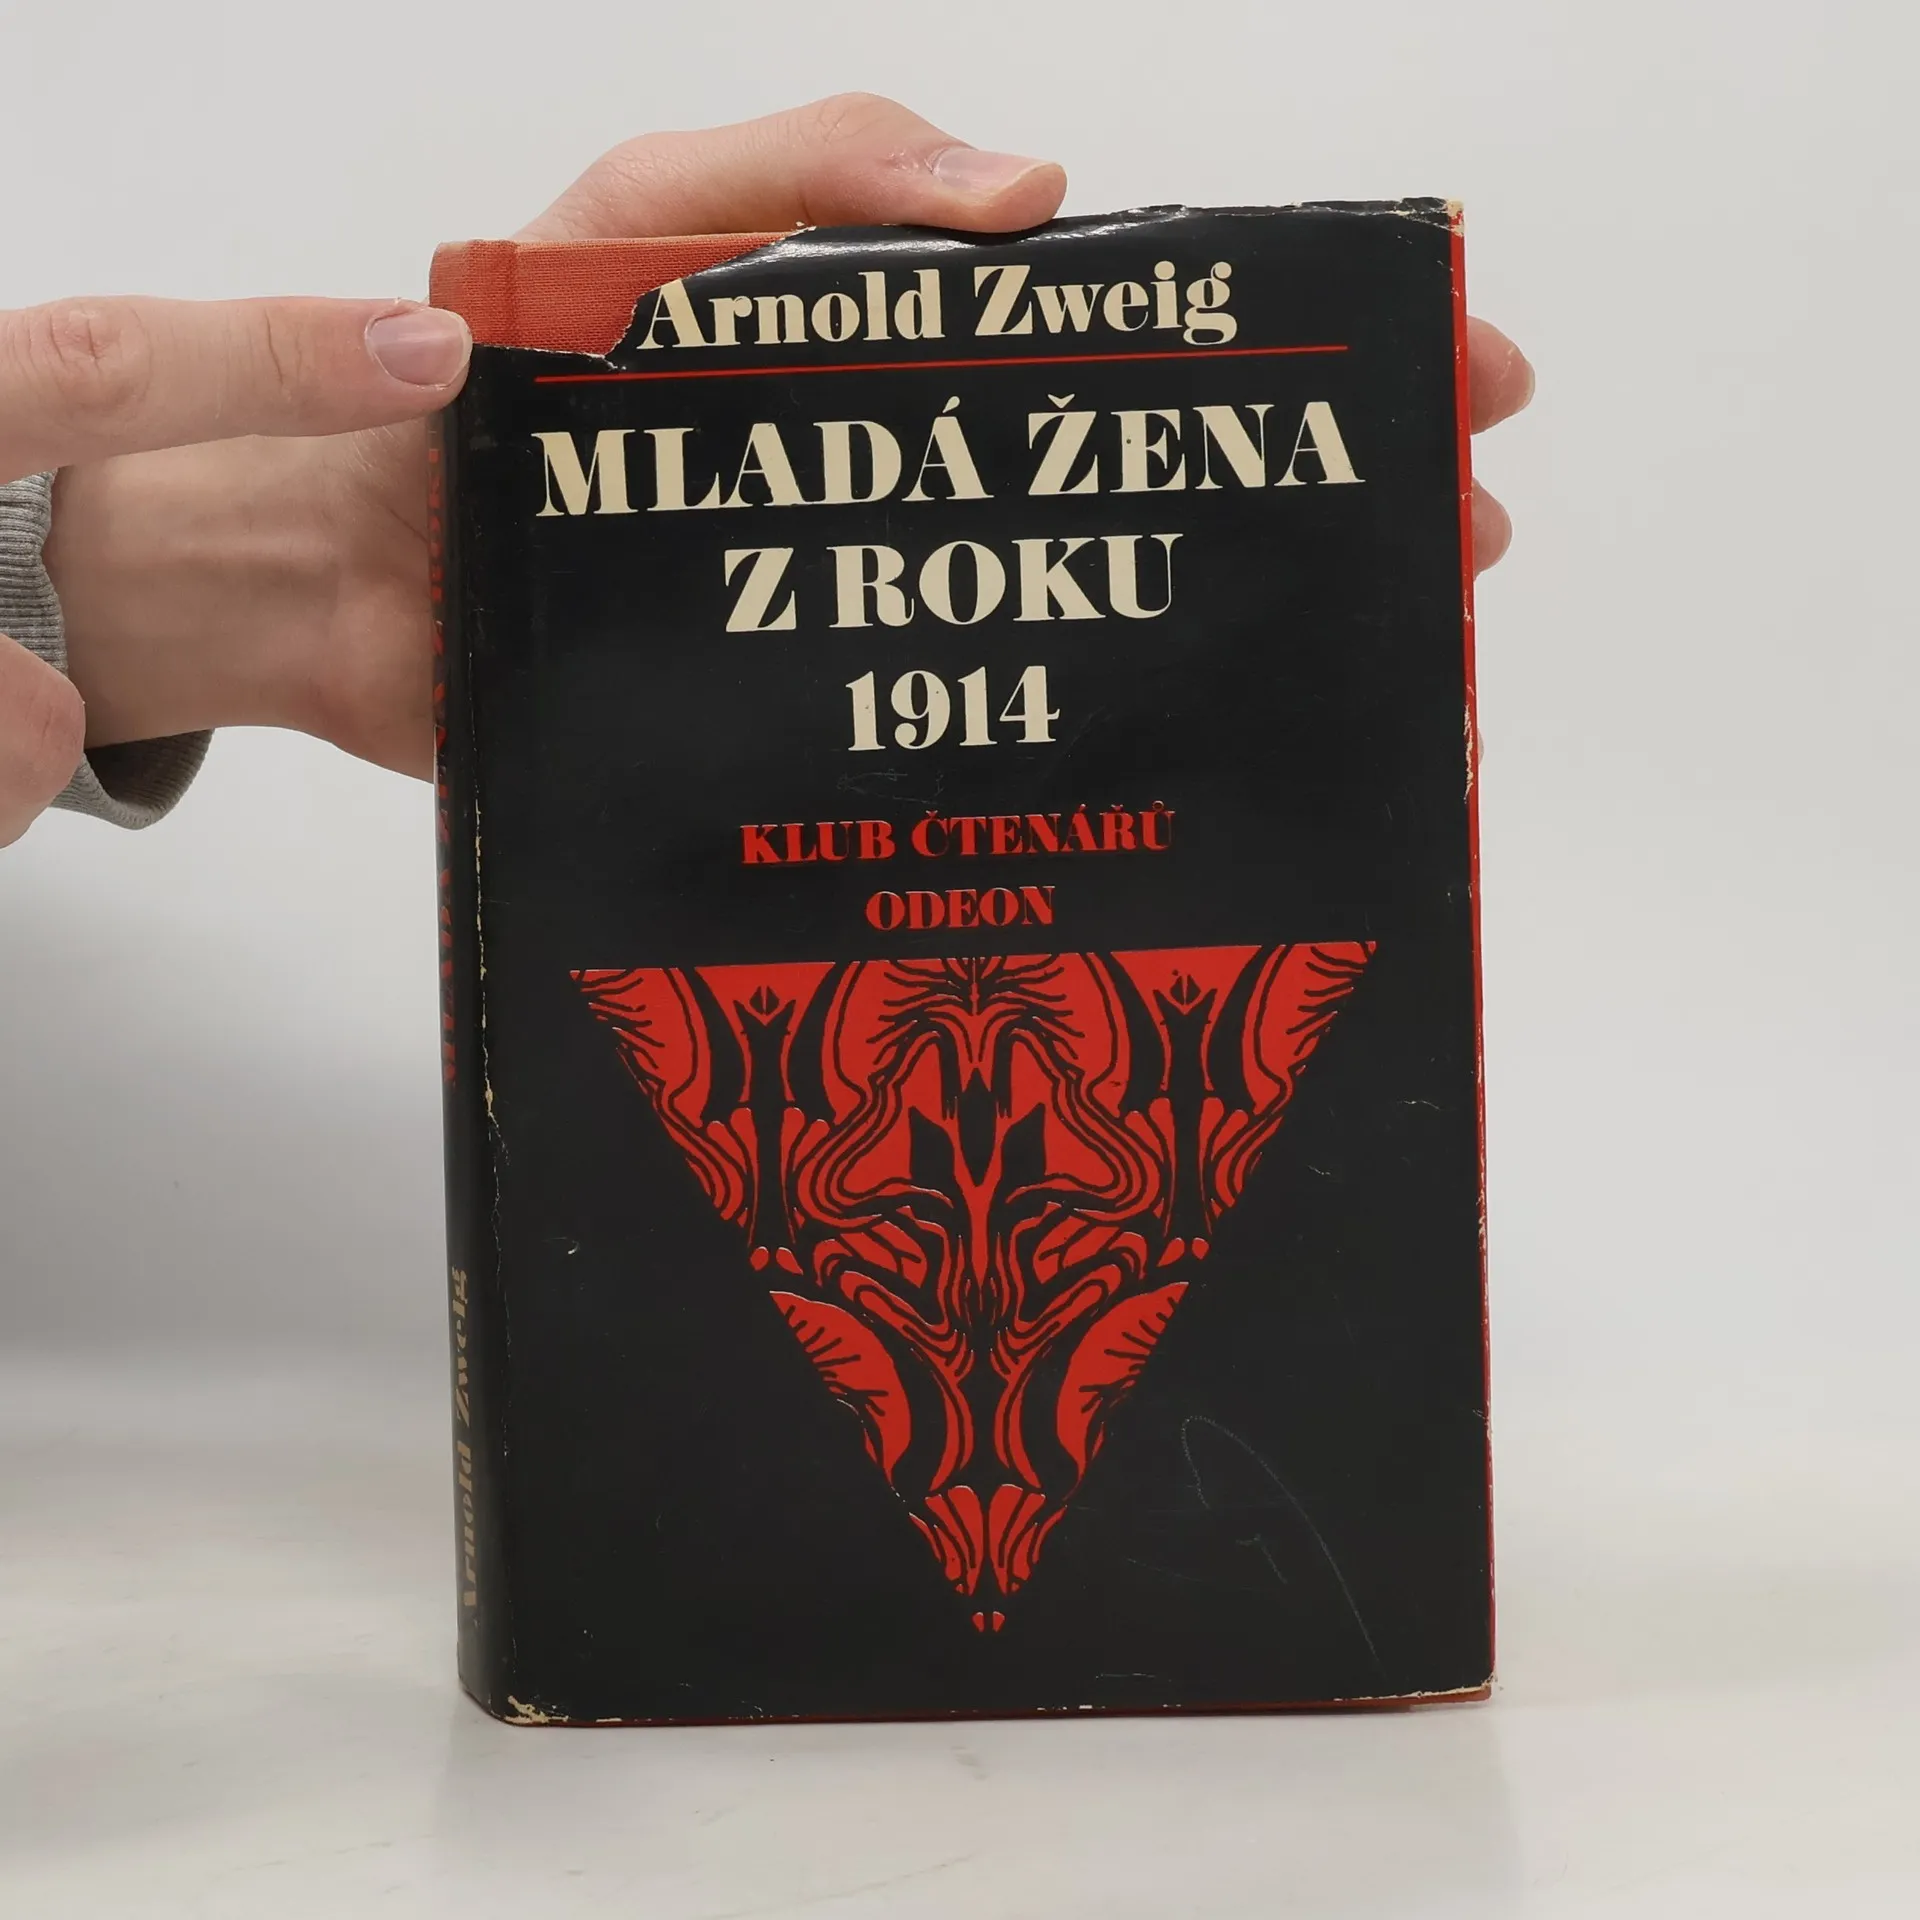 Arnold Zweig
MLADÁ ŽENA
Z ROKU
1914
KLUB ČTENÁŘŮ
ODEON
Arnold Zweig